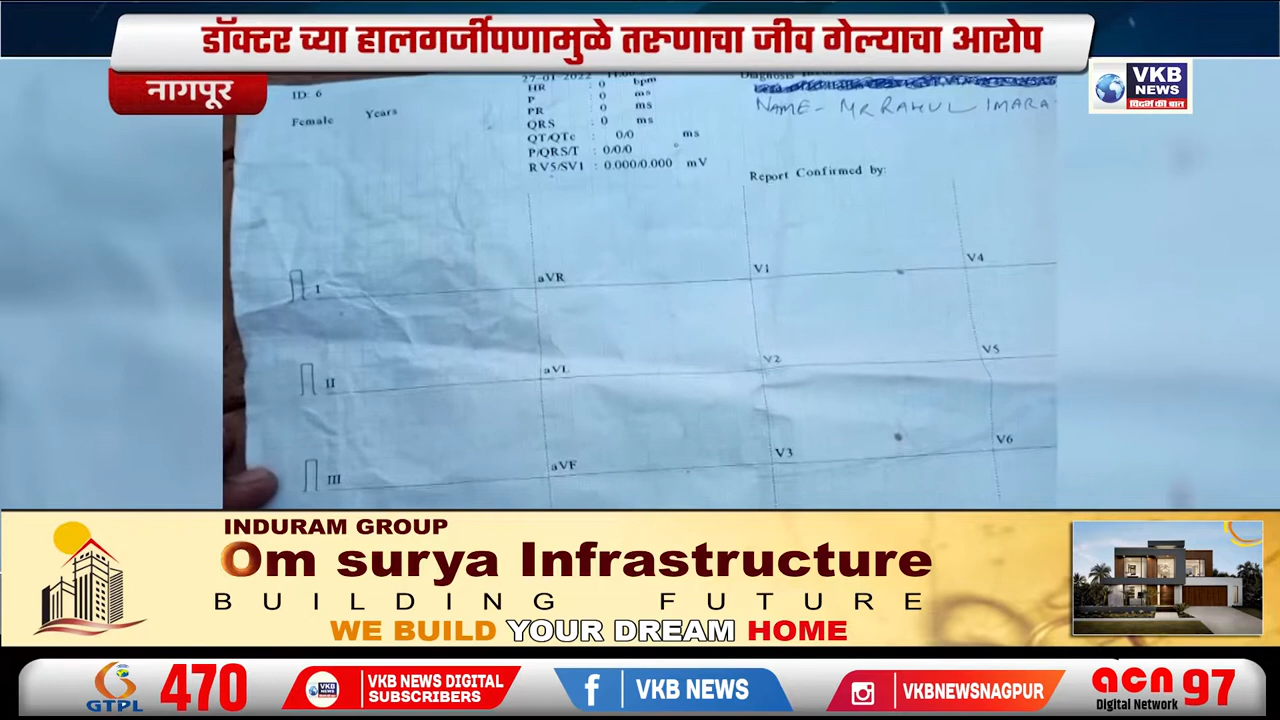 डॉक्टर च्या हालगर्जीपणामुळे तरुणाचा जीव गेल्याचा आरोप
नागपूर
VKB
NEWS
विदर्भ की बात
27-01-2022
ID: 6
Female Years
HR : 0 bpm
P : 0 ms
PR : 0 ms
QRS : 0 ms
QT/QTc : 0/0 ms
P/QRS/T : 0/0/0
RV5/SV1 : 0.000/0.000 mV
NAME - MR RAHUL IMARA
Report Confirmed by:
I aVR V1 V4
II aVL V2 V5
III aVF V3 V6
INDURAM GROUP
Om surya Infrastructure
BUILDING FUTURE
WE BUILD YOUR DREAM HOME
GTPL 470
VKB NEWS DIGITAL
SUBSCRIBERS
VKB NEWS
VKBNEWSNAGPUR
acn 97
Digital Network